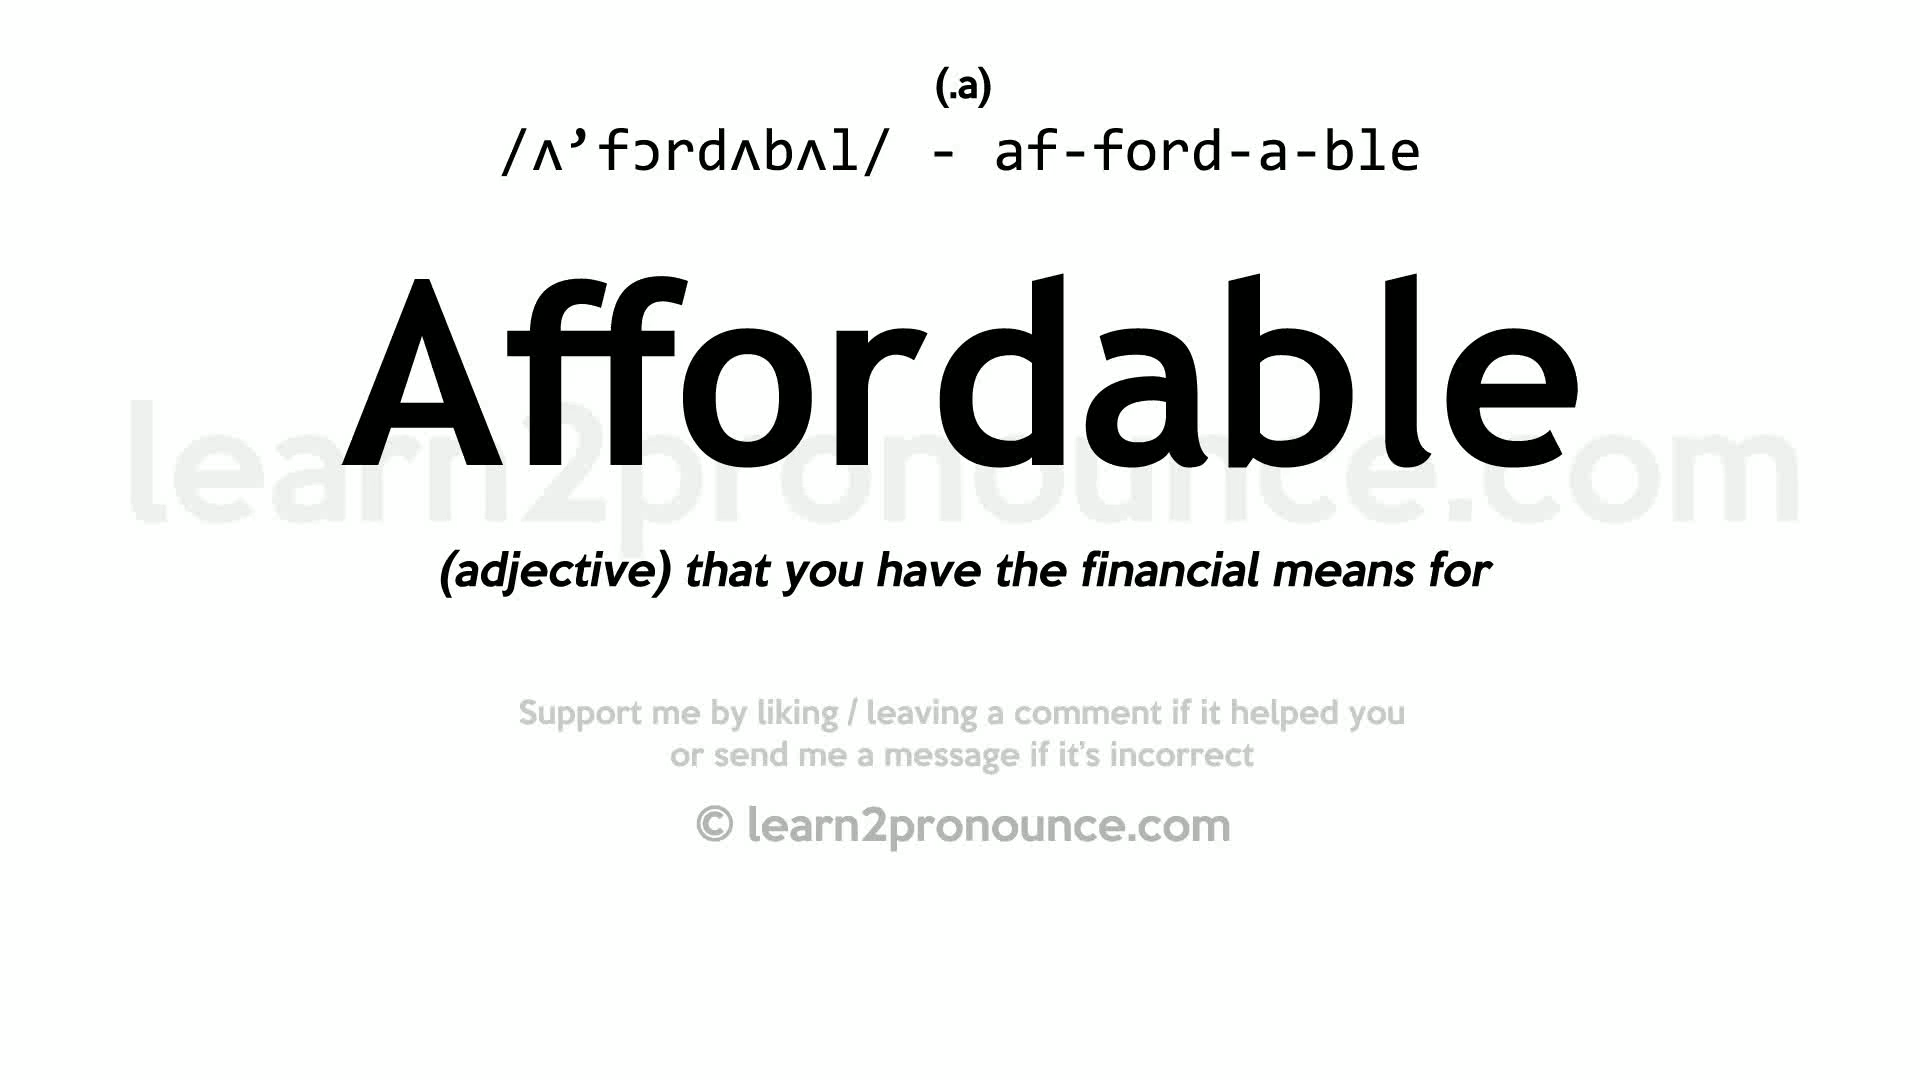 (.a)
/ʌ’fɔrdʌbʌl/ - af-ford-a-ble
Affordable
learn2pronounce.com
(adjective) that you have the financial means for
Support me by liking / leaving a comment if it helped you
or send me a message if it’s incorrect
© learn2pronounce.com